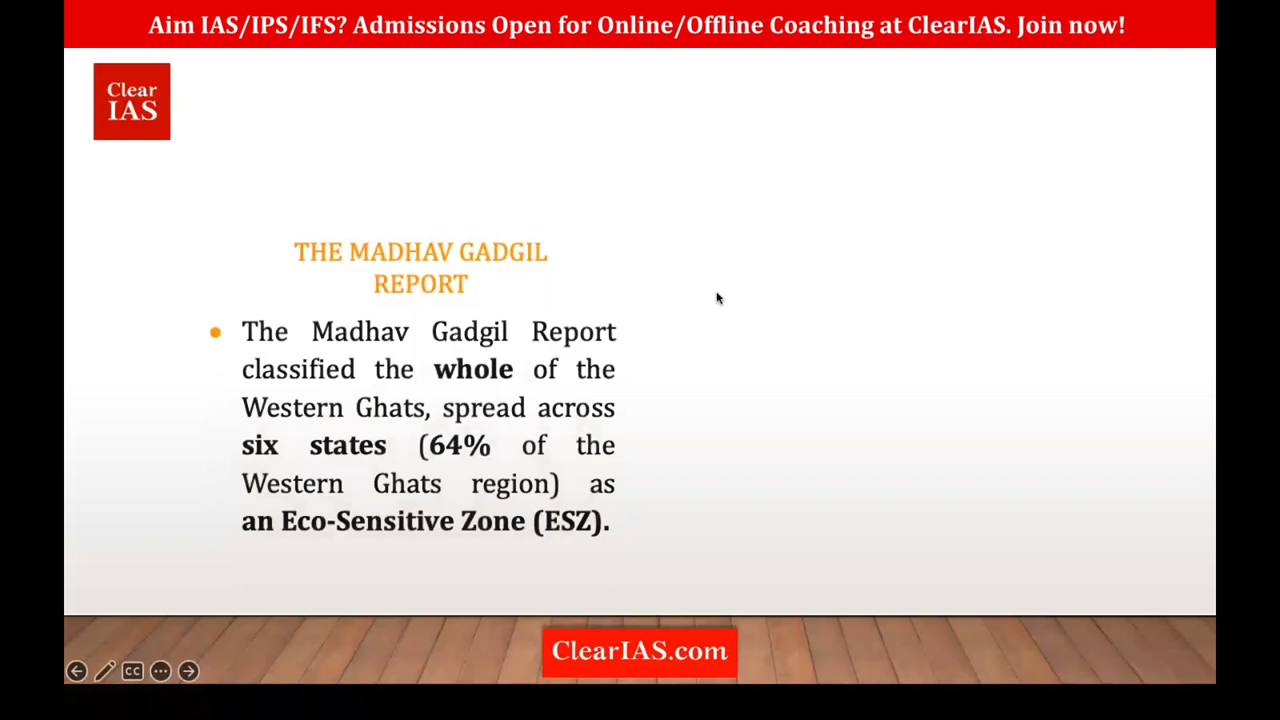 Aim IAS/IPS/IFS? Admissions Open for Online/Offline Coaching at ClearIAS. Join now!
Clear
IAS
THE MADHAV GADGIL
REPORT
The Madhav Gadgil Report
classified the whole of the
Western Ghats, spread across
six states (64% of the
Western Ghats region) as
an Eco-Sensitive Zone (ESZ).
ClearIAS.com
CC